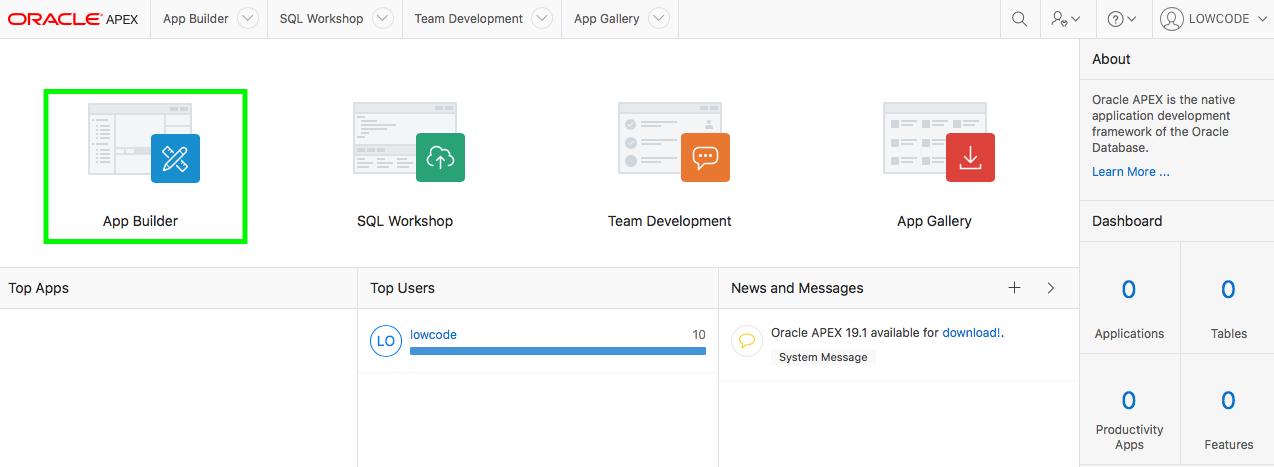 ORACLE APEX App Builder SQL Workshop Team Development App Gallery LOWCODE
App Builder
SQL Workshop
Team Development
App Gallery
Top Apps
Top Users
LO lowcode 10
News and Messages
Oracle APEX 19.1 available for download!.
System Message
About
Oracle APEX is the native
application development
framework of the Oracle
Database.
Learn More ...
Dashboard
0
Applications
0
Tables
0
Productivity
Apps
0
Features